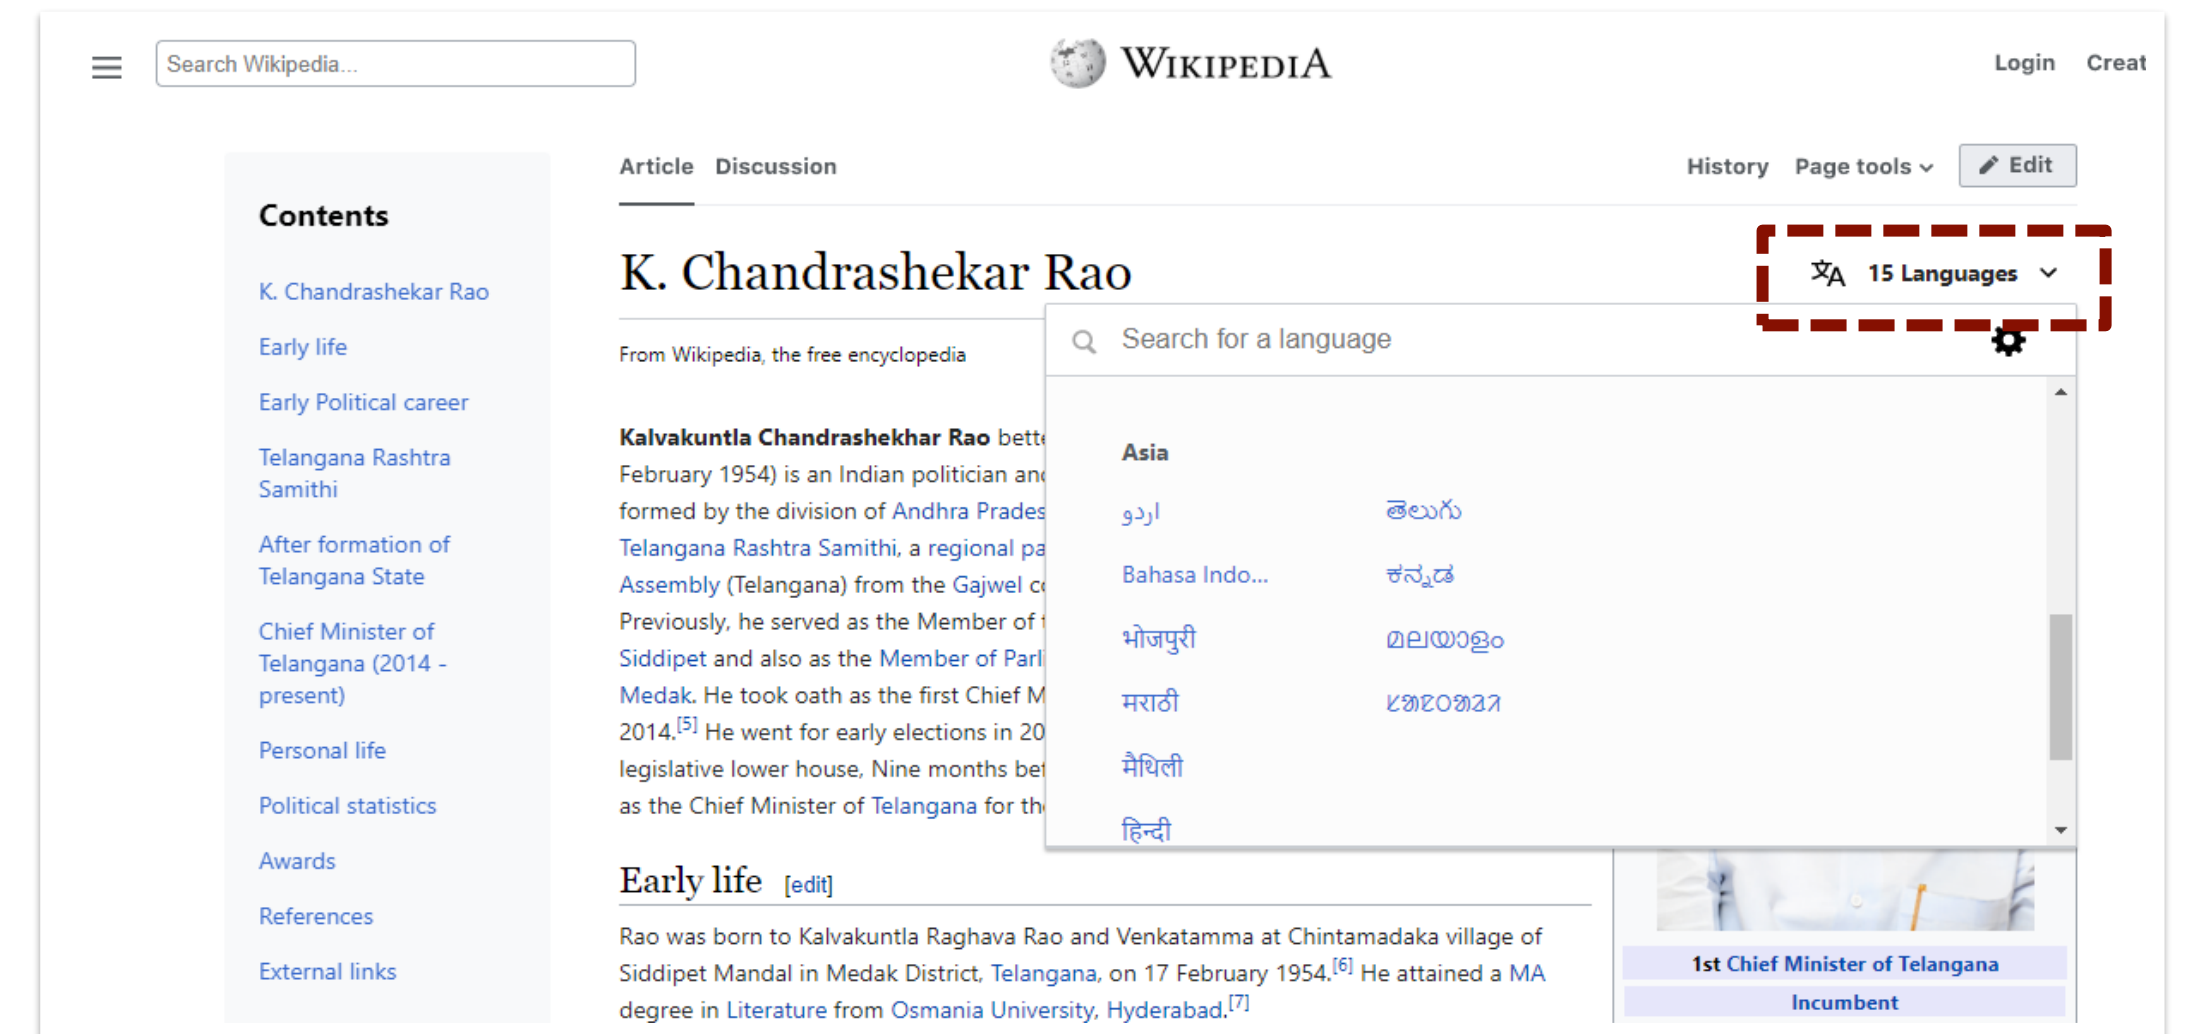 Search Wikipedia...
WIKIPEDIA
Login Creat
Article Discussion
History Page tools Edit
Contents
K. Chandrashekar Rao
Early life
Early Political career
Telangana Rashtra
Samithi
After formation of
Telangana State
Chief Minister of
Telangana (2014 -
present)
Personal life
Political statistics
Awards
References
External links
K. Chandrashekar Rao
15 Languages
From Wikipedia, the free encyclopedia
Search for a language
Asia
اردو
తెలుగు
Bahasa Indo...
ಕನ್ನಡ
भोजपुरी
മലയാളം
मराठी
मैथिली
हिन्दी
Kalvakuntla Chandrashekhar Rao bette
February 1954) is an Indian politician and
formed by the division of Andhra Prades
Telangana Rashtra Samithi, a regional pa
Assembly (Telangana) from the Gajwel co
Previously, he served as the Member of t
Siddipet and also as the Member of Parli
Medak. He took oath as the first Chief M
2014.[5] He went for early elections in 20
legislative lower house, Nine months bef
as the Chief Minister of Telangana for the
Early life [edit]
Rao was born to Kalvakuntla Raghava Rao and Venkatamma at Chintamadaka village of
Siddipet Mandal in Medak District, Telangana, on 17 February 1954.[6] He attained a MA
degree in Literature from Osmania University, Hyderabad.[7]
1st Chief Minister of Telangana
Incumbent